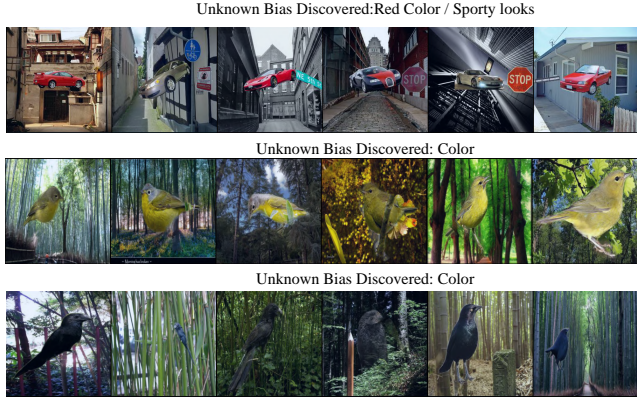 Unknown Bias Discovered:Red Color / Sporty looks
STOP
STOP
Unknown Bias Discovered: Color
Unknown Bias Discovered: Color